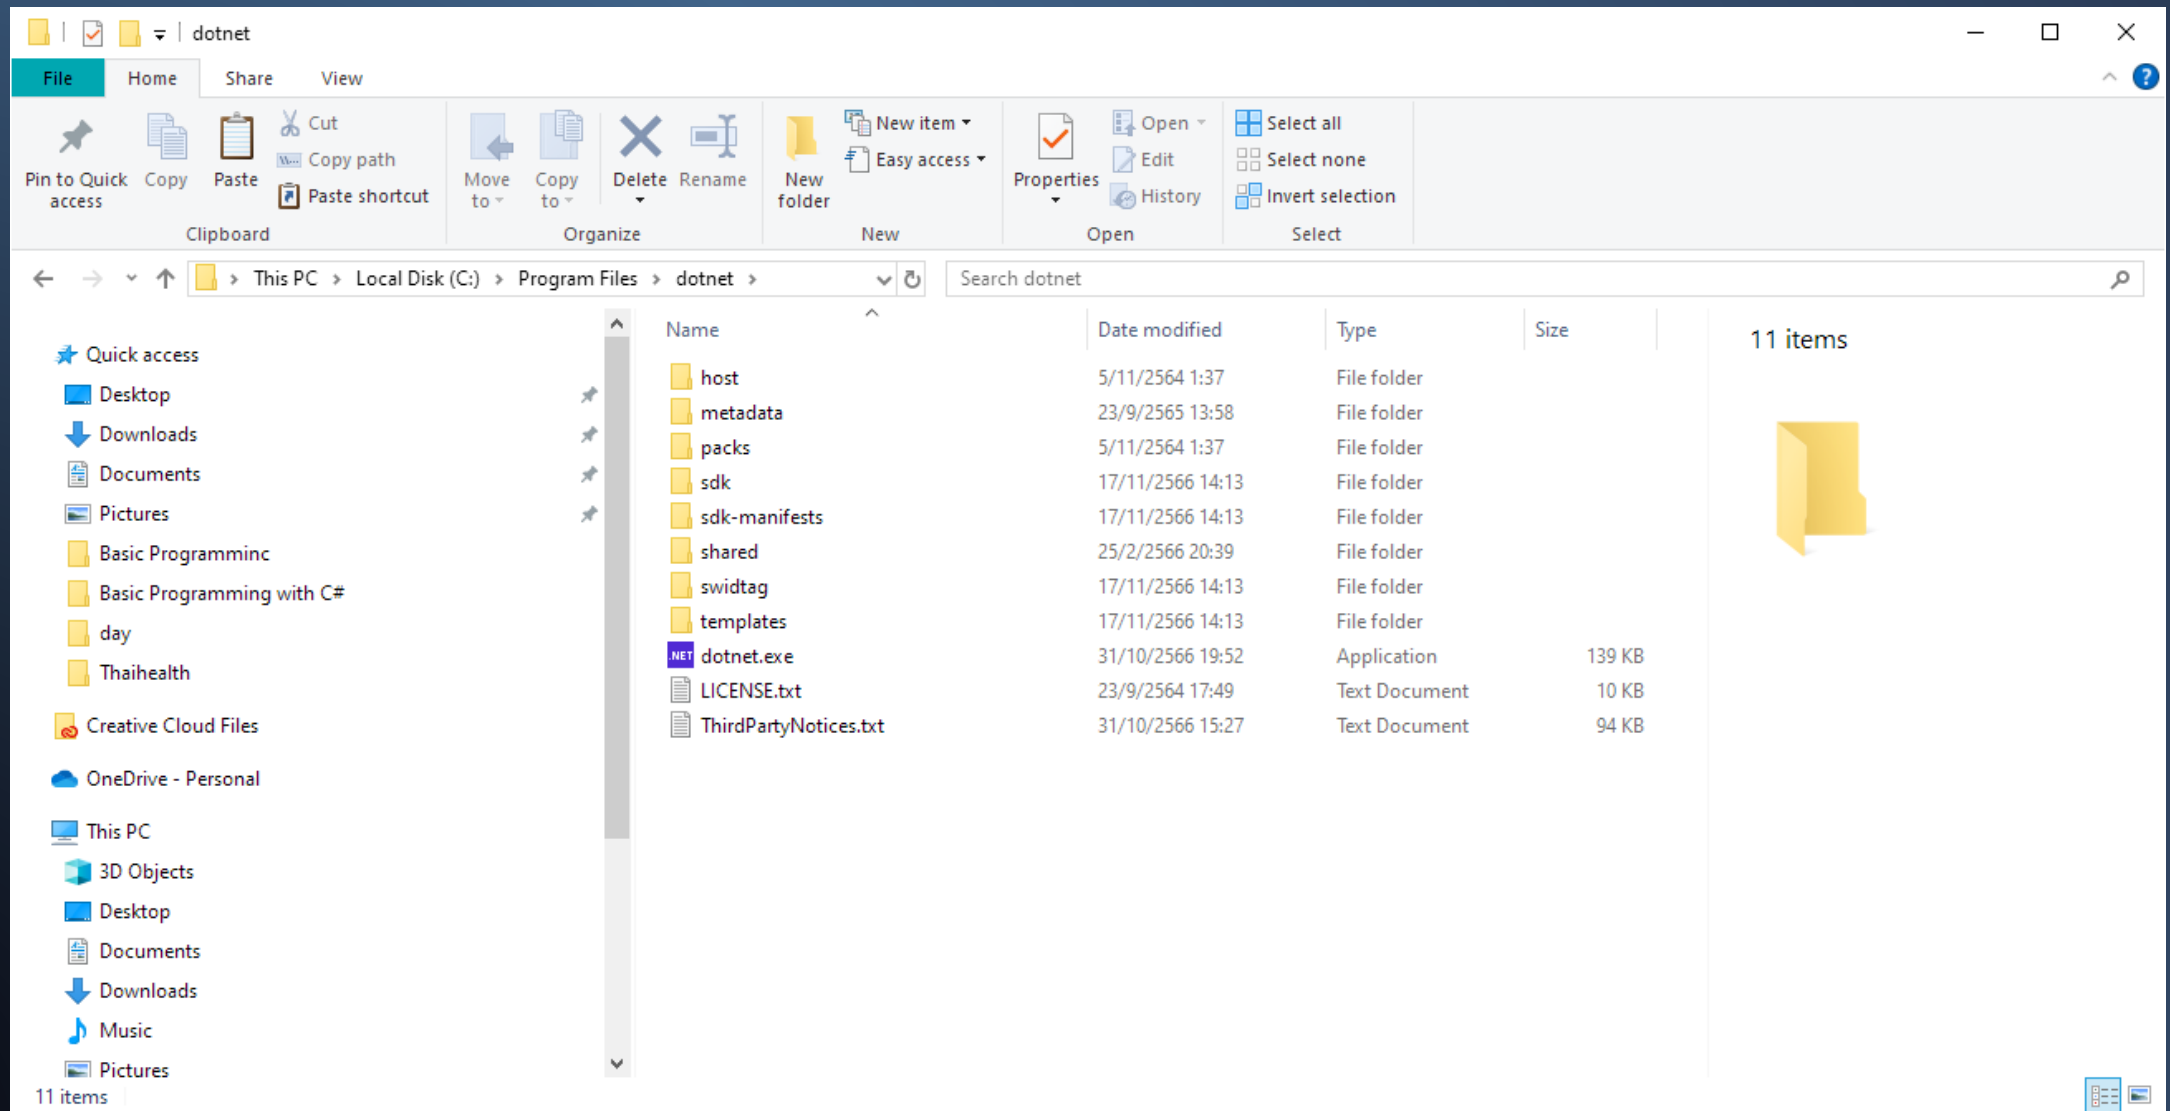 dotnet
File Home Share View
Pin to Quick access
Copy
Paste
Cut
Copy path
Paste shortcut
Clipboard
Move to
Copy to
Delete
Rename
Organize
New folder
New item
Easy access
New
Properties
Open
Edit
History
Open
Select all
Select none
Invert selection
Select
This PC > Local Disk (C:) > Program Files > dotnet >
Search dotnet
Quick access
Desktop
Downloads
Documents
Pictures
Basic Programminc
Basic Programming with C#
day
Thaihealth
Creative Cloud Files
OneDrive - Personal
This PC
3D Objects
Desktop
Documents
Downloads
Music
Pictures
Name Date modified Type Size
host 5/11/2564 1:37 File folder
metadata 23/9/2565 13:58 File folder
packs 5/11/2564 1:37 File folder
sdk 17/11/2566 14:13 File folder
sdk-manifests 17/11/2566 14:13 File folder
shared 25/2/2566 20:39 File folder
swidtag 17/11/2566 14:13 File folder
templates 17/11/2566 14:13 File folder
.NET dotnet.exe 31/10/2566 19:52 Application 139 KB
LICENSE.txt 23/9/2564 17:49 Text Document 10 KB
ThirdPartyNotices.txt 31/10/2566 15:27 Text Document 94 KB
11 items
11 items